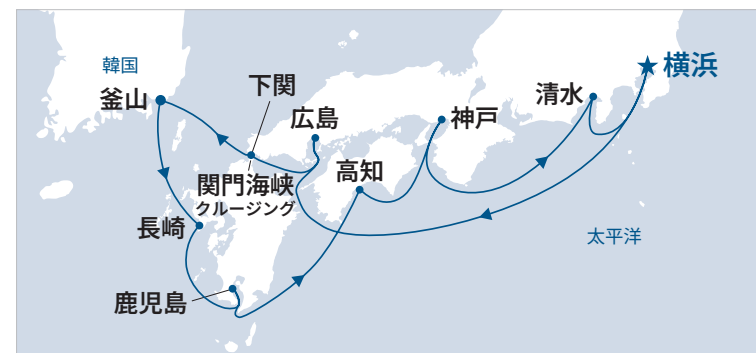 韓国
釜山
下関
広島
神戸
清水
横浜
関門海峡
クルージング
高知
長崎
鹿児島
太平洋